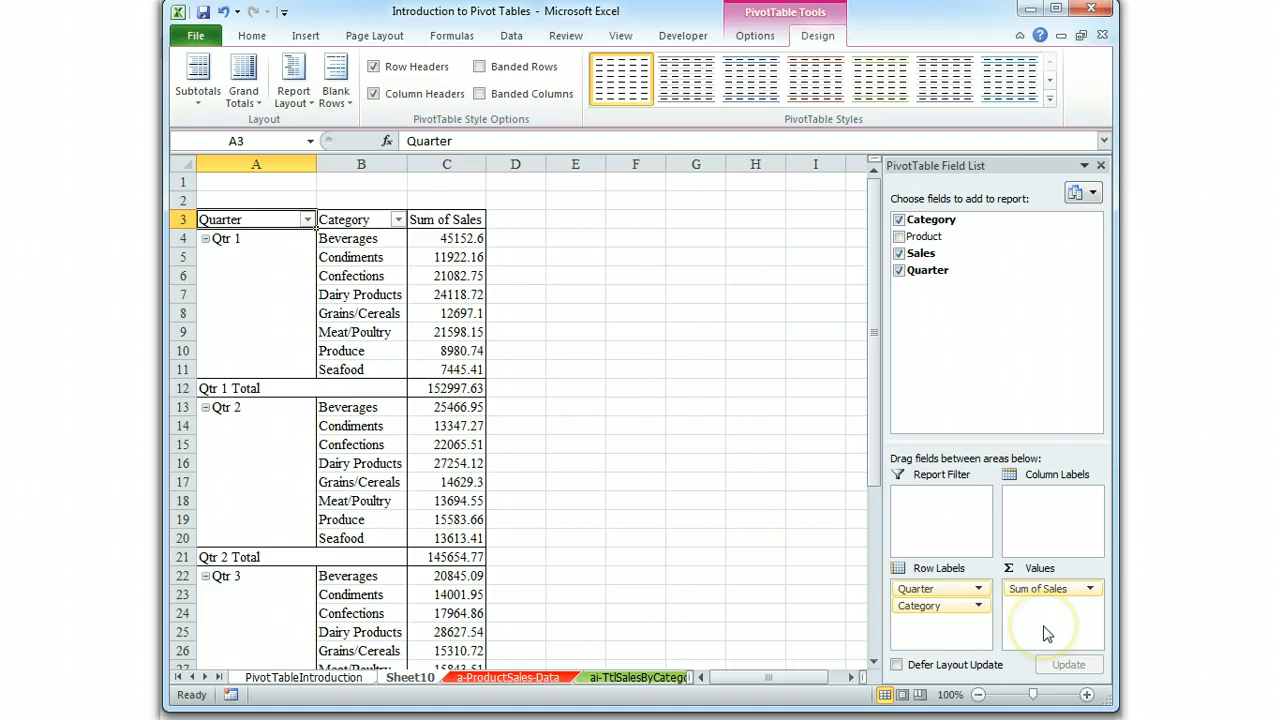 Introduction to Pivot Tables - Microsoft Excel
PivotTable Tools
File Home Insert Page Layout Formulas Data Review View Developer Options Design
Subtotals
Grand Totals
Report Layout
Blank Rows
Row Headers Banded Rows
Column Headers Banded Columns
Layout PivotTable Style Options PivotTable Styles
A3 fx Quarter
A B C D E F G H I
1
2
3 Quarter Category Sum of Sales
4 Qtr 1 Beverages 45152.6
5 Condiments 11922.16
6 Confections 21082.75
7 Dairy Products 24118.72
8 Grains/Cereals 12697.1
9 Meat/Poultry 21598.15
10 Produce 8980.74
11 Seafood 7445.41
12 Qtr 1 Total 152997.63
13 Qtr 2 Beverages 25466.95
14 Condiments 13347.27
15 Confections 22065.51
16 Dairy Products 27254.12
17 Grains/Cereals 14629.3
18 Meat/Poultry 13694.55
19 Produce 15583.66
20 Seafood 13613.41
21 Qtr 2 Total 145654.77
22 Qtr 3 Beverages 20845.09
23 Condiments 14001.95
24 Confections 17964.86
25 Dairy Products 28627.54
26 Grains/Cereals 15310.72
27 Meat/Poultry 15843.51
PivotTable Field List
Choose fields to add to report:
Category
Product
Sales
Quarter
Drag fields between areas below:
Report Filter Column Labels
Row Labels Σ Values
Quarter Sum of Sales
Category
Defer Layout Update Update
PivotTableIntroduction Sheet10 a-ProductSales-Data ai-TtlSalesByCatego
Ready 100%